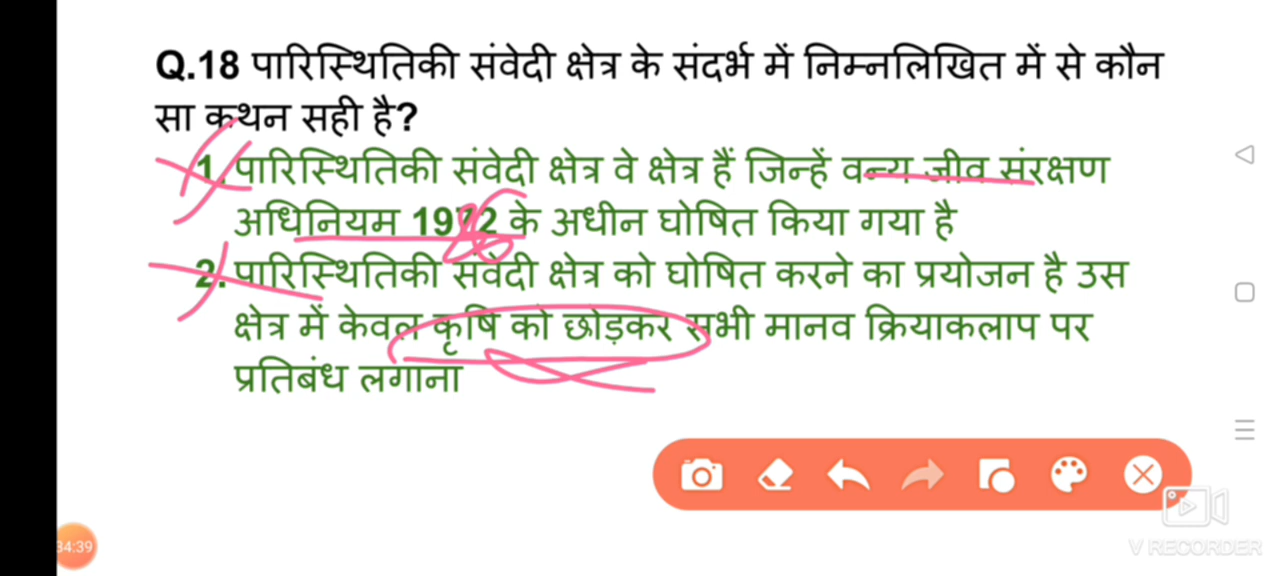 Q.18 पारिस्थितिकी संवेदी क्षेत्र के संदर्भ में निम्नलिखित में से कौन
सा कथन सही है?
1. पारिस्थितिकी संवेदी क्षेत्र वे क्षेत्र हैं जिन्हें वन्य जीव संरक्षण
अधिनियम 1972 के अधीन घोषित किया गया है
2. पारिस्थितिकी संवेदी क्षेत्र को घोषित करने का प्रयोजन है उस
क्षेत्र में केवल कृषि को छोड़कर सभी मानव क्रियाकलाप पर
प्रतिबंध लगाना
34:39
V RECORDER